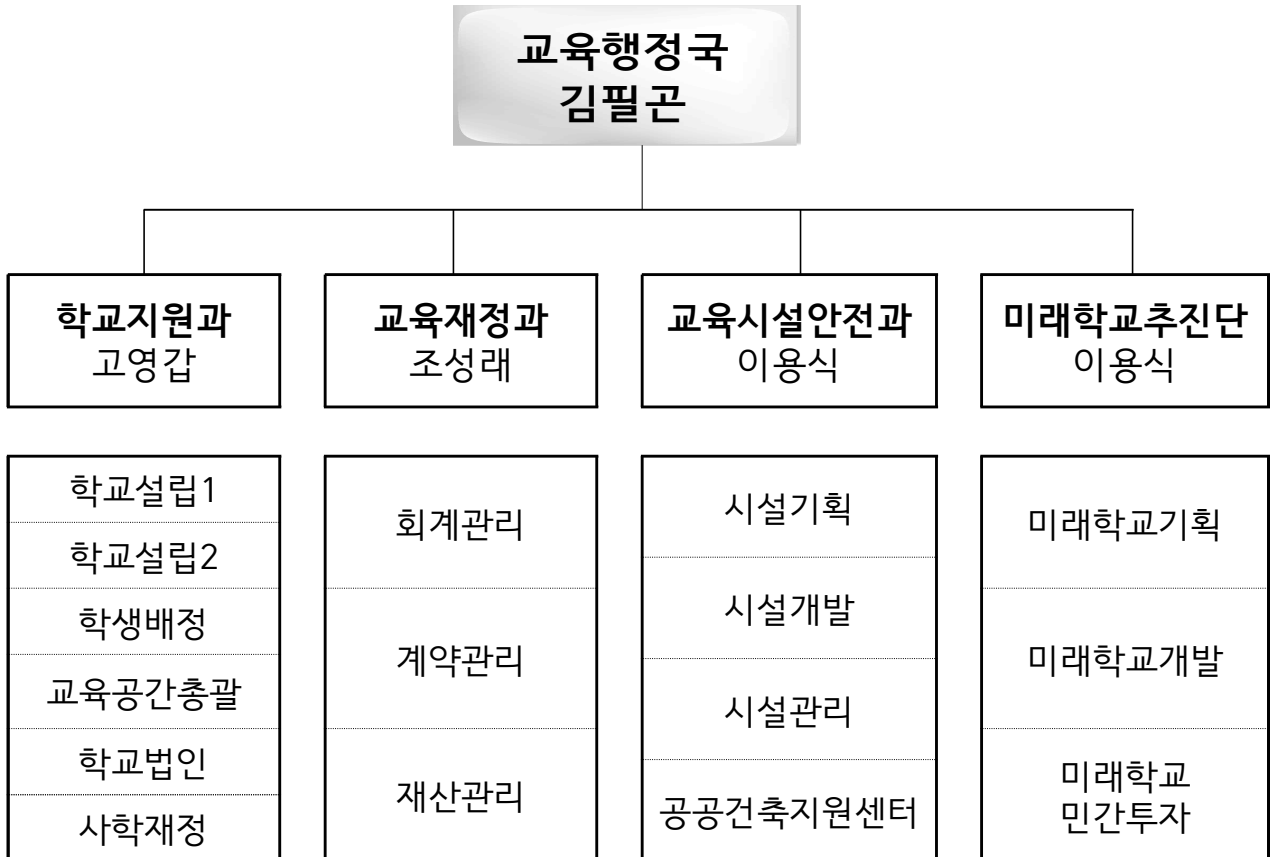 교육행정국
김필곤
학교지원과
고영갑
교육재정과
조성래
교육시설안전과
이용식
미래학교추진단
이용식
학교설립1
학교설립2
학생배정
교육공간총괄
학교법인
사학재정
회계관리
계약관리
재산관리
시설기획
시설개발
시설관리
공공건축지원센터
미래학교기획
미래학교개발
미래학교
민간투자